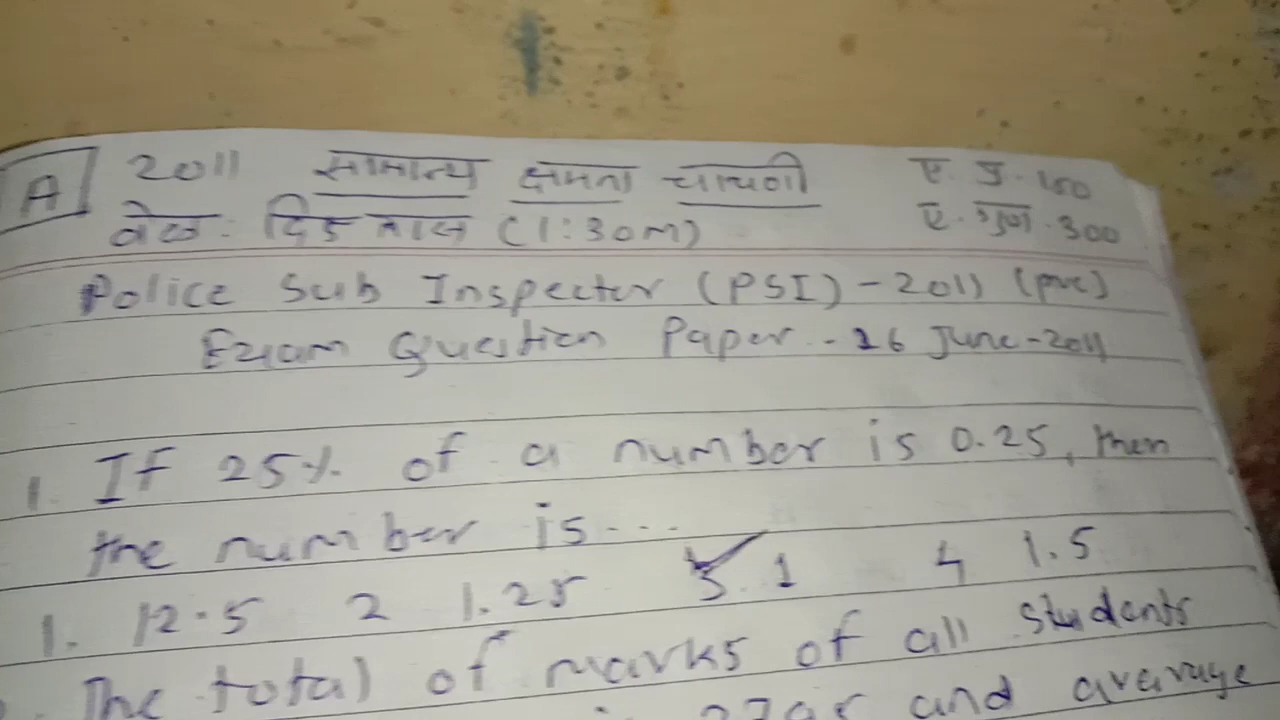 A 2011 सामान्य क्षमता चाचणी ए. प्र. 100
वेळ: दिड तास (1:30m) ए. गुण. 300
Police Sub Inspector (PSI) - 2011 (pre)
Exam Question Paper - 26 June - 2011
1. If 25% of a number is 0.25, then
the number is...
1. 12.5 2 1.25 3. 1 4 1.5
The total of marks of all students
and avarage